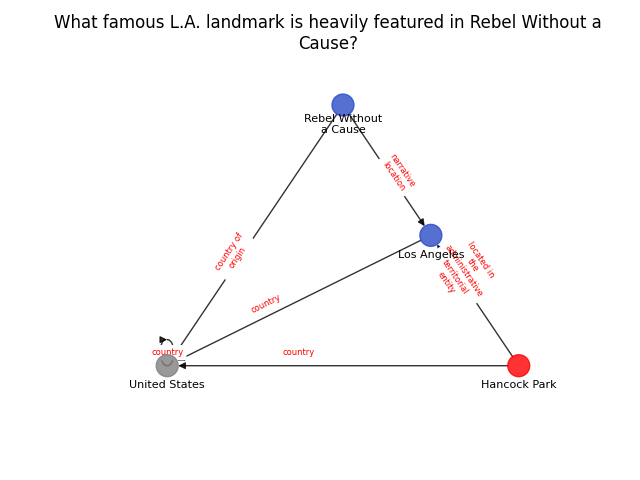 What famous L.A. landmark is heavily featured in Rebel Without a
Cause?
Rebel Without
a Cause
narrative
location
country of
origin
Los Angeles
located in
the
administrative
territorial
entity
country
country
country
United States
Hancock Park